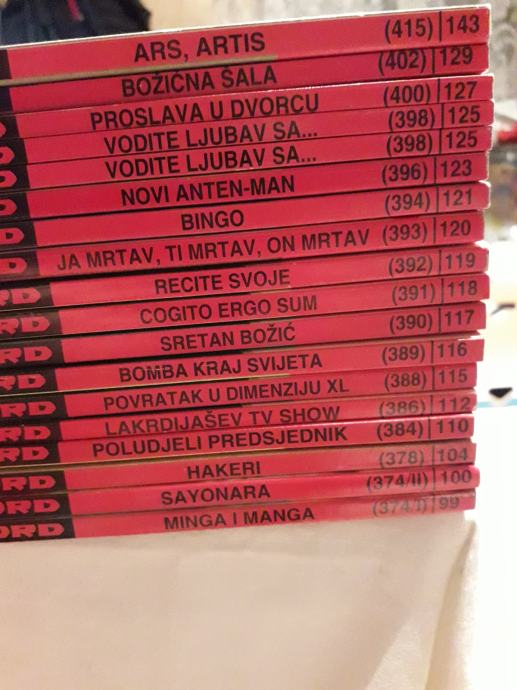 ARS, ARTIS (415) 143
BOŽIĆNA ŠALA (402) 129
PROSLAVA U DVORCU (400) 127
VODITE LJUBAV SA... (398) 125
VODITE LJUBAV SA... (398) 125
NOVI ANTEN-MAN (396) 123
BINGO (394) 121
JA MRTAV, TI MRTAV, ON MRTAV (393) 120
RECITE SVOJE (392) 119
COGITO ERGO SUM (391) 118
SRETAN BOŽIĆ (390) 117
BOMBA KRAJ SVIJETA (389) 116
POVRATAK U DIMENZIJU XL (388) 115
LAKRDIJAŠEV TV SHOW (386) 112
POLUDJELI PREDSJEDNIK (384) 110
HAKERI (378) 104
SAYONARA (374/II) 100
MINGA I MANGA (374/I) 99